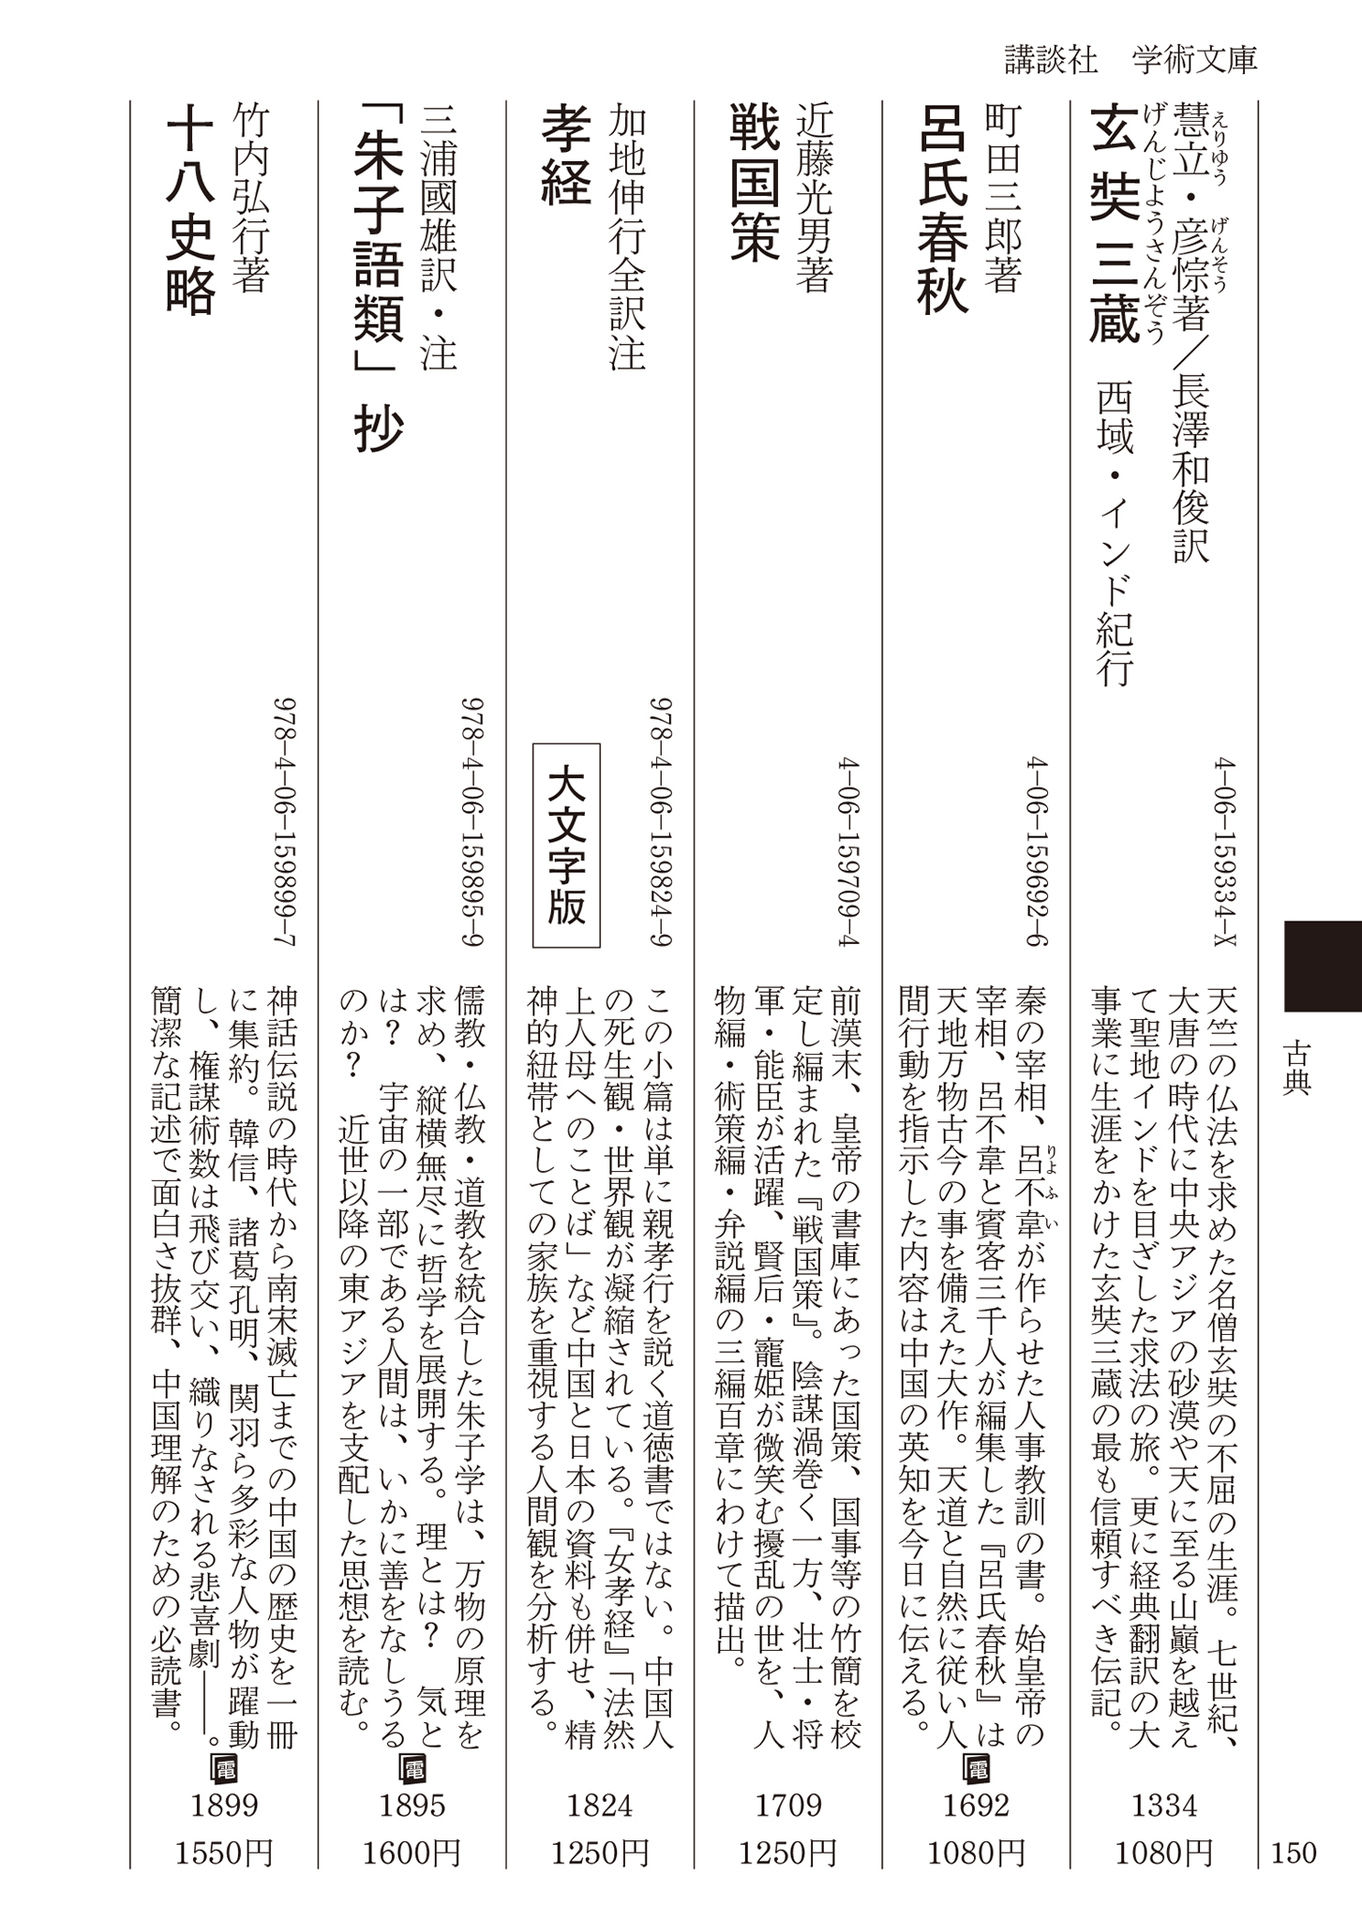 講談社　学術文庫
慧立・彦悰著／長澤和俊訳
えりゅう
げんそう
玄奘三蔵　西域・インド紀行
げんじようさんぞう
4-06-159334-X
天竺の仏法を求めた名僧玄奘の不屈の生涯。七世紀、
大唐の時代に中央アジアの砂漠や天に至る山巓を越え
て聖地インドを目ざした求法の旅。更に経典翻訳の大
事業に生涯をかけた玄奘三蔵の最も信頼すべき伝記。
1334
1080円
町田三郎著
呂氏春秋
4-06-159692-6
秦の宰相、呂不韋が作らせた人事教訓の書。始皇帝の
りよふい
宰相、呂不韋と賓客三千人が編集した『呂氏春秋』は
天地万物古今の事を備えた大作。天道と自然に従い人
間行動を指示した内容は中国の英知を今日に伝える。
電
1692
1080円
近藤光男著
戦国策
4-06-159709-4
前漢末、皇帝の書庫にあった国策、国事等の竹簡を校
定し編まれた『戦国策』。陰謀渦巻く一方、壮士・将
軍・能臣が活躍、賢后・寵姫が微笑む擾乱の世を、人
物編・術策編・弁説編の三編百章にわけて描出。
1709
1250円
加地伸行全訳注
孝経
978-4-06-159824-9
大文字版
この小篇は単に親孝行を説く道徳書ではない。中国人
の死生観・世界観が凝縮されている。『女孝経』「法然
上人母へのことば」など中国と日本の資料も併せ、精
神的紐帯としての家族を重視する人間観を分析する。
1824
1250円
三浦國雄訳・注
「朱子語類」抄
978-4-06-159895-9
儒教・仏教・道教を統合した朱子学は、万物の原理を
求め、縦横無尽に哲学を展開する。理とは？　気と
は？　宇宙の一部である人間は、いかに善をなしうる
のか？　近世以降の東アジアを支配した思想を読む。
電
1895
1600円
竹内弘行著
十八史略
978-4-06-159899-7
神話伝説の時代から南宋滅亡までの中国の歴史を一冊
に集約。韓信、諸葛孔明、関羽ら多彩な人物が躍動
し、権謀術数は飛び交い、織りなされる悲喜劇――。
簡潔な記述で面白さ抜群、中国理解のための必読書。
電
1899
1550円
古典
150